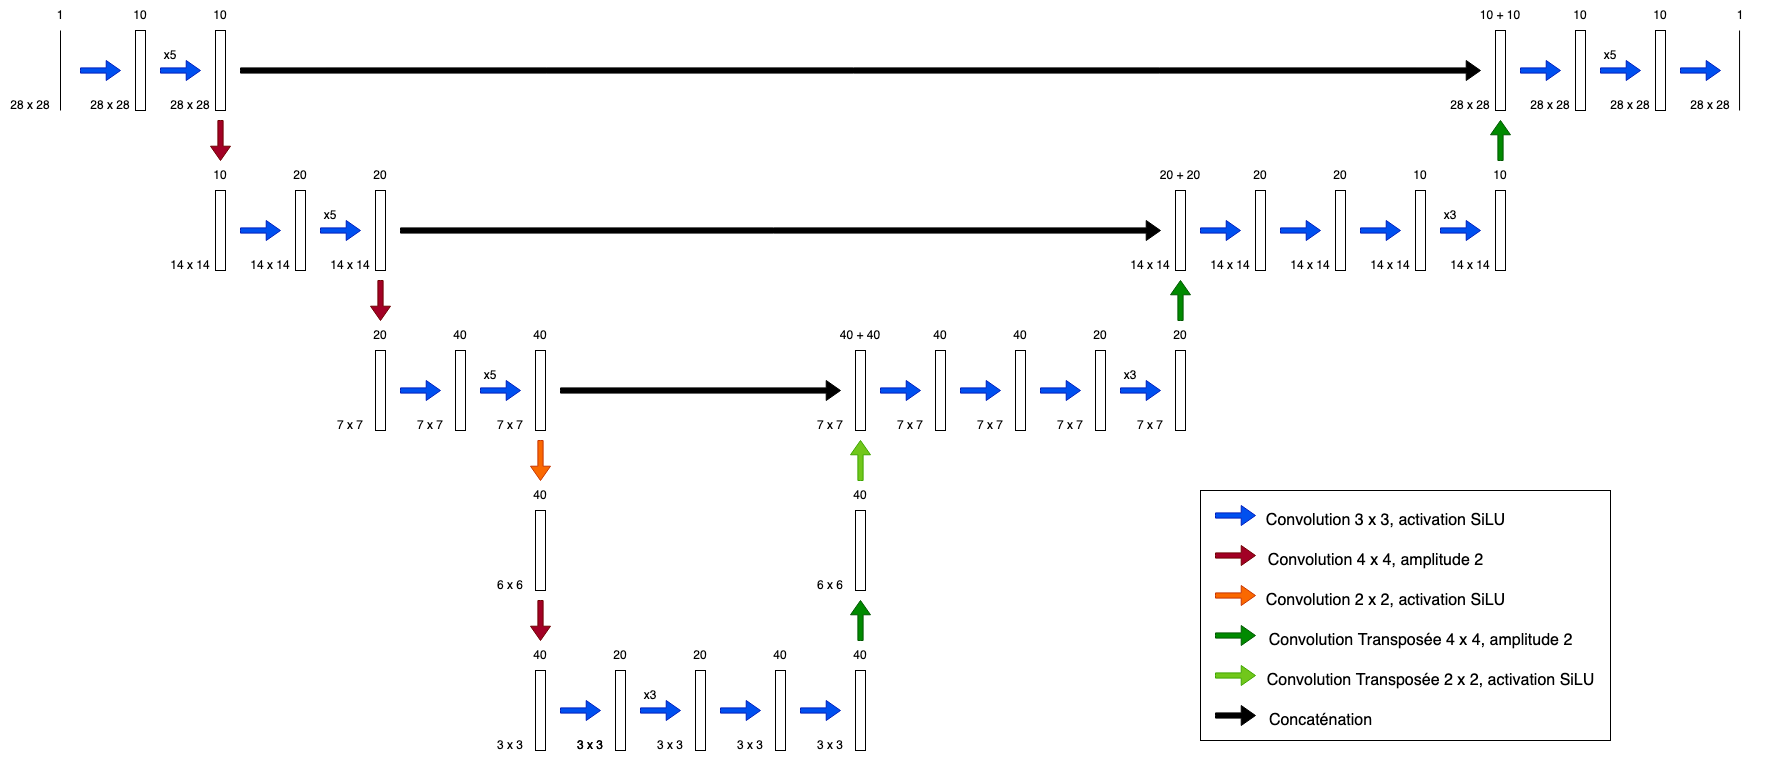 1 10 10 10 + 10 10 10 1
x5 x5
28 x 28 28 x 28 28 x 28 28 x 28 28 x 28 28 x 28 28 x 28
10 20 20 20 + 20 20 20 10 10
x5 x3
14 x 14 14 x 14 14 x 14 14 x 14 14 x 14 14 x 14 14 x 14 14 x 14
20 40 40 40 + 40 40 40 20 20
x5 x3
7 x 7 7 x 7 7 x 7 7 x 7 7 x 7 7 x 7 7 x 7 7 x 7
40 40
6 x 6 6 x 6
40 20 20 40 40
x3
3 x 3 3 x 3 3 x 3 3 x 3 3 x 3
Convolution 3 x 3, activation SiLU
Convolution 4 x 4, amplitude 2
Convolution 2 x 2, activation SiLU
Convolution Transposée 4 x 4, amplitude 2
Convolution Transposée 2 x 2, activation SiLU
Concaténation